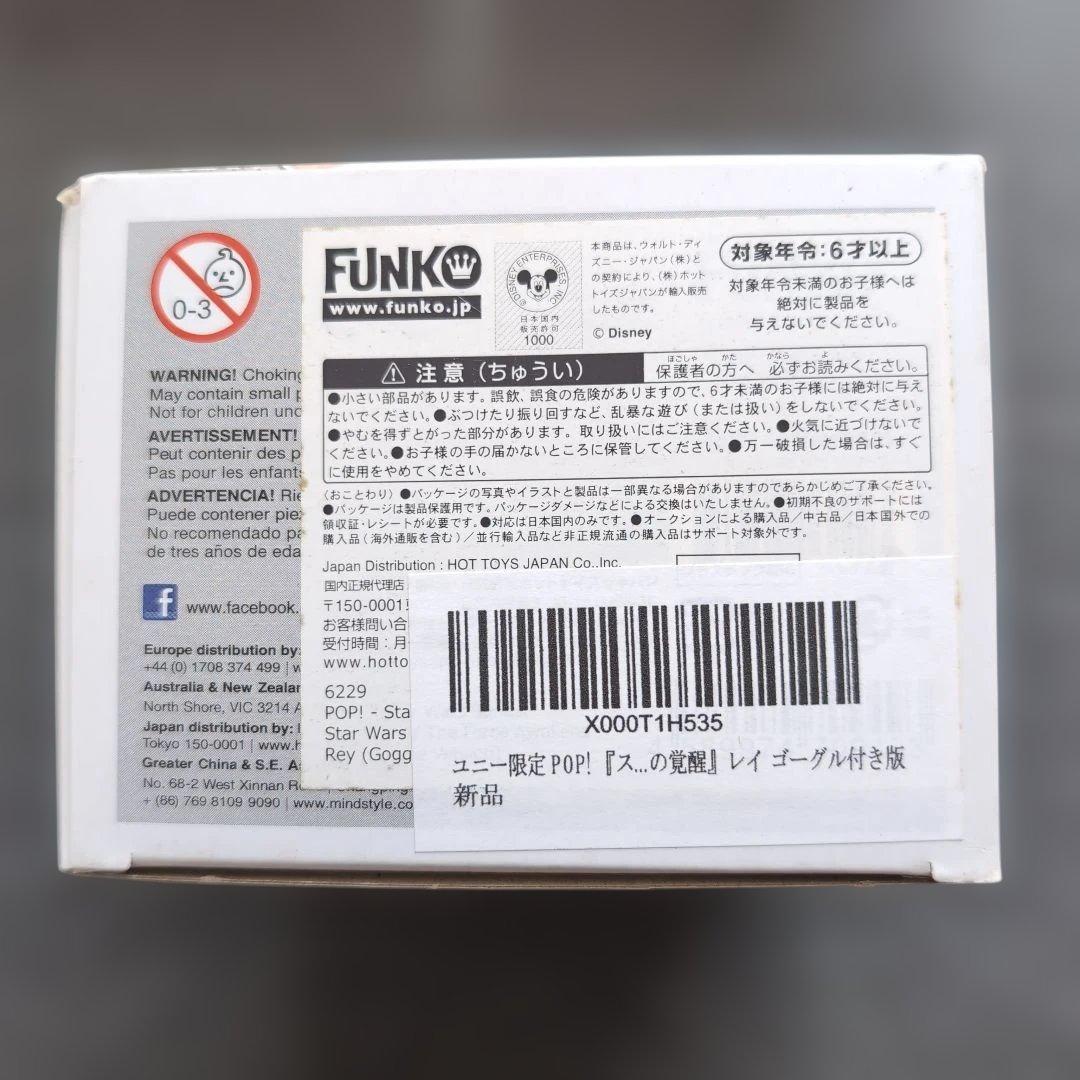 0-3
WARNING! Choking
May contain small p
Not for children und
AVERTISSEMENT!
Peut contenir des p
Pas pour les enfants
ADVERTENCIA! Rie
Puede contener piez
No recomendado pa
de tres años de eda
f www.facebook.
Europe distribution by:
+44 (0) 1708 374 499 | w
Australia & New Zealan
North Shore, VIC 3214 A
Japan distribution by:
Tokyo 150-0001 | www.h
Greater China & S.E. A
No. 68-2 West Xinnan R
+ (86) 769 8109 9090 | www.mindstyle.co
FUNKO
www.funko.jp
©DISNEY ENTERPRISES, INC.
日本国内
販売許可
1000
本商品は、ウォルト・ディ
ズニー・ジャパン(株)と
の契約により、(株)ホット
トイズジャパンが輸入販売
したものです。
© Disney
対象年令:6才以上
対象年令未満のお子様へは
絶対に製品を
与えないでください。
⚠ 注意(ちゅうい)
保護者の方へ 必ずお読みください。
●小さい部品があります。誤飲、誤食の危険がありますので、6才未満のお子様には絶対に与え
ないでください。●ぶつけたり振り回すなど、乱暴な遊び(または扱い)をしないでください。
●やむを得ずとがった部分があります。取り扱いにはご注意ください。●火気に近づけないで
ください。●お子様の手の届かないところに保管してください。●万一破損した場合は、すぐ
に使用をやめてください。
〈おことわり〉●パッケージの写真やイラストと製品は一部異なる場合がありますのであらかじめご了承ください。
●パッケージは製品保護用です。パッケージダメージなどによる交換はいたしません。●初期不良のサポートには
領収証・レシートが必要です。●対応は日本国内のみです。●オークションによる購入品/中古品/日本国外での
購入品(海外通販を含む)/並行輸入品など非正規流通の購入品はサポート対象外です。
Japan Distribution : HOT TOYS JAPAN Co.,Inc.
国内正規代理店
〒150-0001
お客様問い合
受付時間:月
www.hotto
6229
POP! - Sta
Star Wars
Rey (Gogg
X000T1H535
ユニー限定POP!『ス...の覚醒』レイ ゴーグル付き版
新品